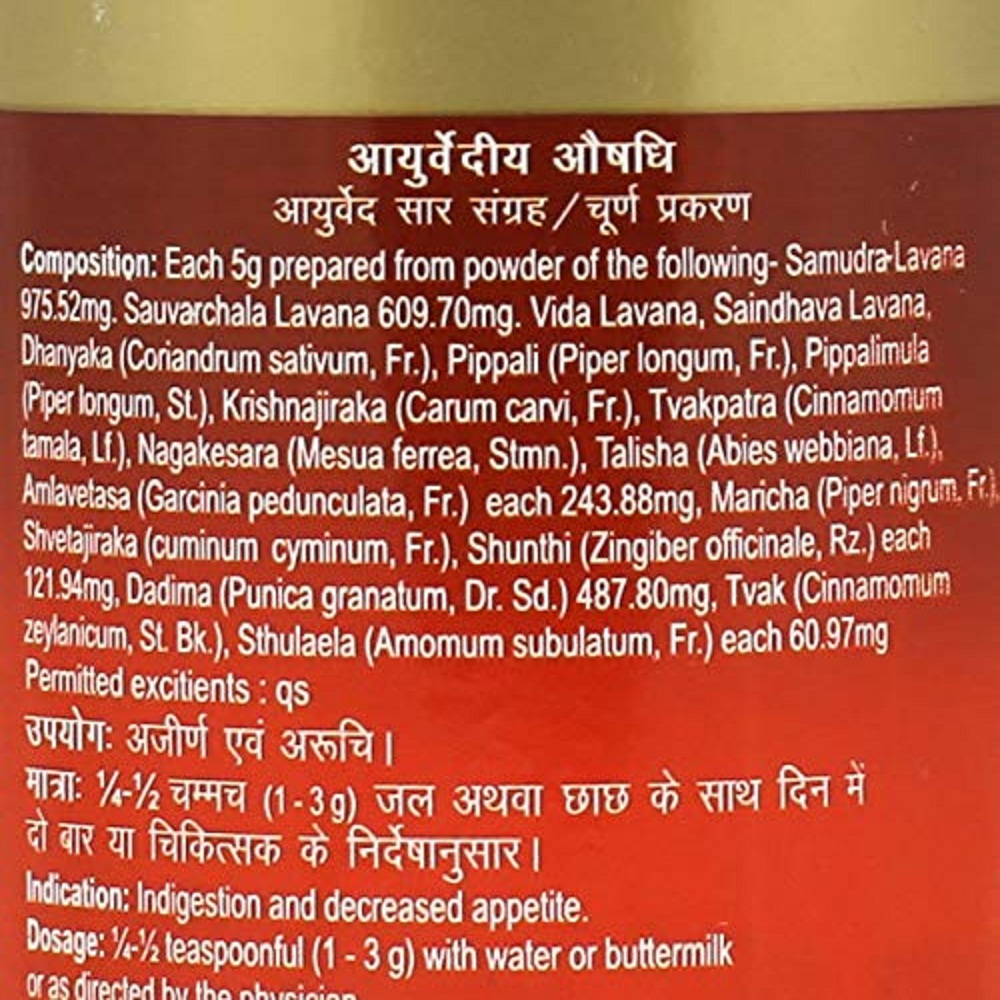 आयुर्वेदीय औषधि
आयुर्वेद सार संग्रह/चूर्ण प्रकरण
Composition: Each 5g prepared from powder of the following- Samudra Lavana
975.52mg. Sauvarchala Lavana 609.70mg. Vida Lavana, Saindhava Lavana,
Dhanyaka (Coriandrum sativum, Fr.), Pippali (Piper longum, Fr.), Pippalimula
(Piper longum, St.), Krishnajiraka (Carum carvi, Fr.), Tvakpatra (Cinnamomum
tamala, Lf.), Nagakesara (Mesua ferrea, Stmn.), Talisha (Abies webbiana, Lf.),
Amlavetasa (Garcinia pedunculata, Fr.) each 243.88mg, Maricha (Piper nigrum, Fr.)
Shvetajiraka (cuminum cyminum, Fr.), Shunthi (Zingiber officinale, Rz.) each
121.94mg, Dadima (Punica granatum, Dr. Sd.) 487.80mg, Tvak (Cinnamomum
zeylanicum, St. Bk.), Sthulaela (Amomum subulatum, Fr.) each 60.97mg
Permitted excitients : qs
उपयोग: अजीर्ण एवं अरूचि।
मात्रा: ¼-½ चम्मच (1-3g) जल अथवा छाछ के साथ दिन में
दो बार या चिकित्सक के निर्देषानुसार।
Indication: Indigestion and decreased appetite.
Dosage: ¼-½ teaspoonful (1 - 3 g) with water or buttermilk
or as directed by the physician